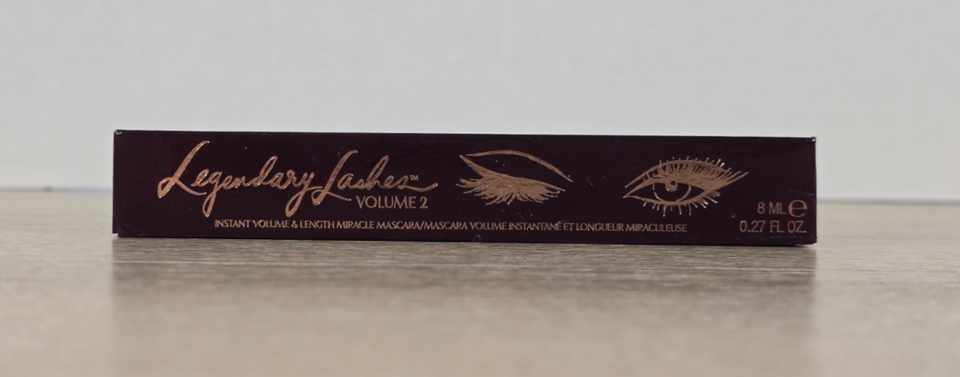 Legendary Lashes™
VOLUME 2
INSTANT VOLUME & LENGTH MIRACLE MASCARA/MASCARA VOLUME INSTANTANÉ ET LONGUEUR MIRACULEUSE
8 ML ℮
0.27 FL OZ.